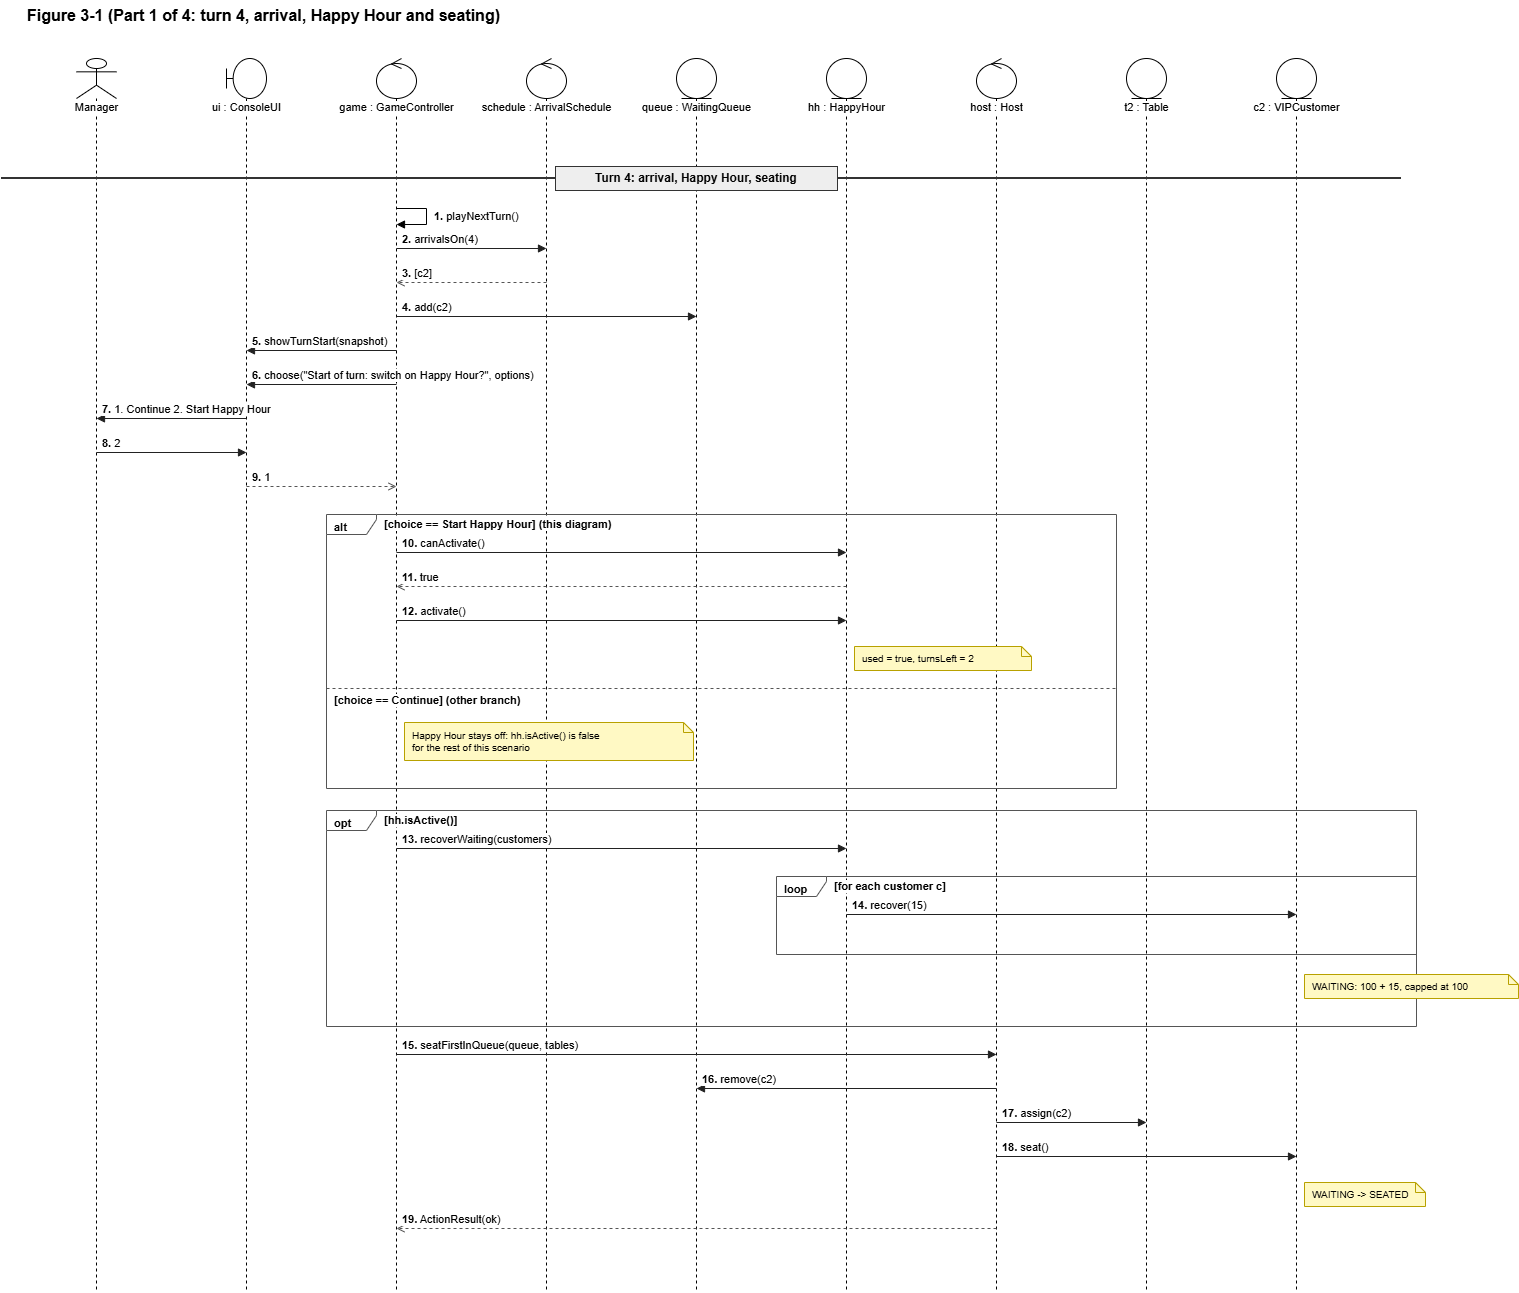 Figure 3-1 (Part 1 of 4: turn 4, arrival, Happy Hour and seating)
Manager
ui : ConsoleUI
game : GameController
schedule : ArrivalSchedule
queue : WaitingQueue
hh : HappyHour
host : Host
t2 : Table
c2 : VIPCustomer
Turn 4: arrival, Happy Hour, seating
1. playNextTurn()
2. arrivalsOn(4)
3. [c2]
4. add(c2)
5. showTurnStart(snapshot)
6. choose("Start of turn: switch on Happy Hour?", options)
7. 1. Continue 2. Start Happy Hour
8. 2
9. 1
alt
[choice == Start Happy Hour] (this diagram)
10. canActivate()
11. true
12. activate()
used = true, turnsLeft = 2
[choice == Continue] (other branch)
Happy Hour stays off: hh.isActive() is false
for the rest of this scenario
opt
[hh.isActive()]
13. recoverWaiting(customers)
loop
[for each customer c]
14. recover(15)
WAITING: 100 + 15, capped at 100
15. seatFirstInQueue(queue, tables)
16. remove(c2)
17. assign(c2)
18. seat()
WAITING -> SEATED
19. ActionResult(ok)